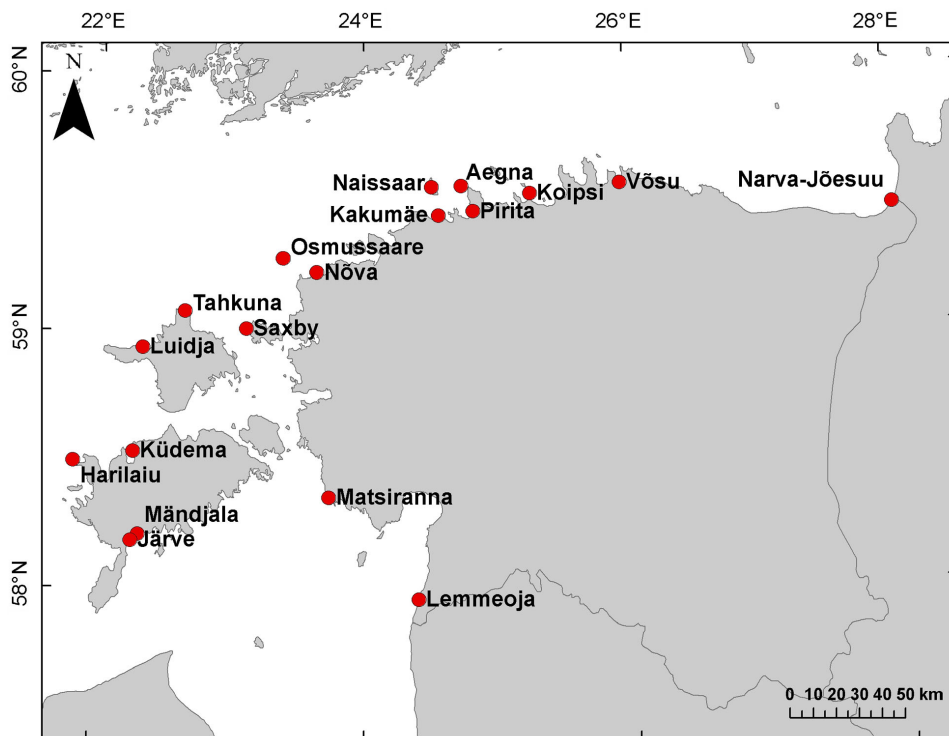 22°E 24°E 26°E 28°E
60°N
N
Naissaar
Aegna
Koipsi
Võsu
Narva-Jõesuu
Kakumäe
Pirita
Osmussaare
Nõva
Tahkuna
Saxby
59°N
Luidja
Küdema
Harilaiu
Matsiranna
Mändjala
Järve
58°N
Lemmeoja
0 10 20 30 40 50 km